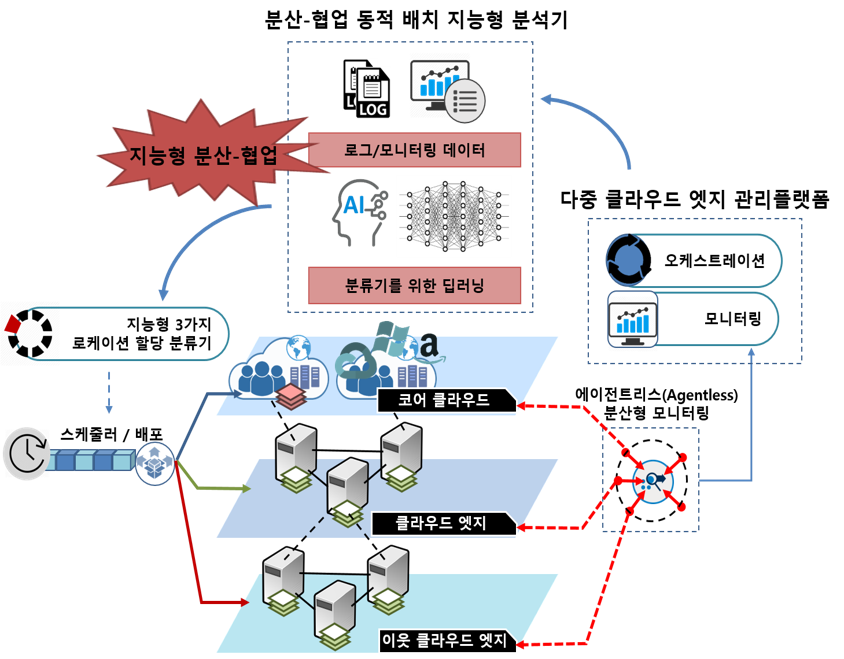 분산-협업 동적 배치 지능형 분석기
LOG
로그/모니터링 데이터
지능형 분산-협업
AI
분류기를 위한 딥러닝
다중 클라우드 엣지 관리플랫폼
오케스트레이션
모니터링
지능형 3가지
로케이션 할당 분류기
a
코어 클라우드
에이전트리스(Agentless)
분산형 모니터링
스케줄러 / 배포
클라우드 엣지
이웃 클라우드 엣지